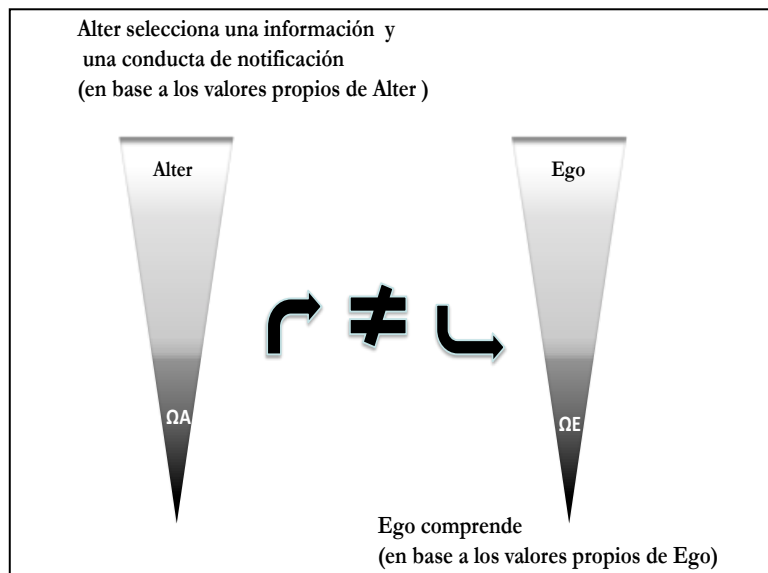 Alter selecciona una información y
una conducta de notificación
(en base a los valores propios de Alter )
Alter
Ego
≠
ΩA
ΩE
Ego comprende
(en base a los valores propios de Ego)